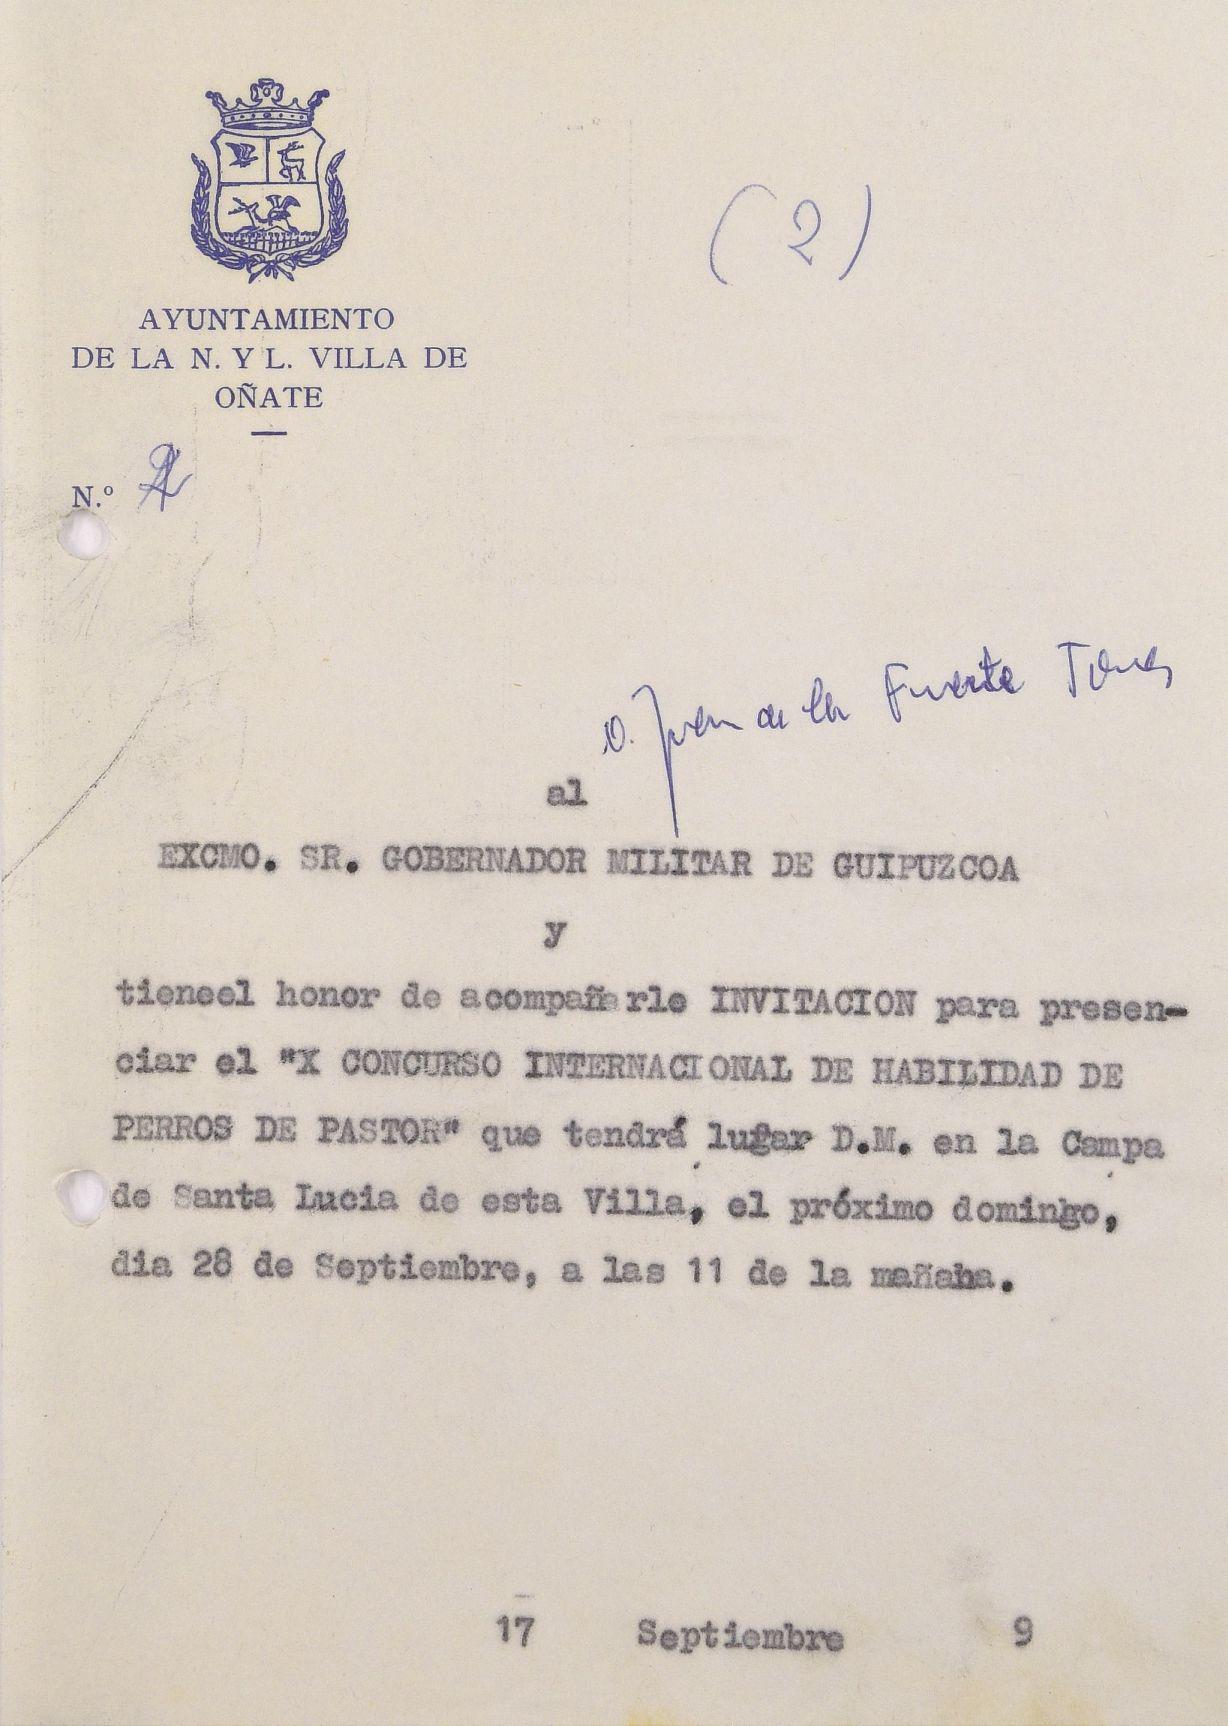 (2)
AYUNTAMIENTO
DE LA N. Y L. VILLA DE
OÑATE
N.º
D. Juan de la Fuente
al
EXCMO. SR. GOBERNADOR MILITAR DE GUIPUZCOA
y
tieneel honor de acompañarle INVITACION para presen-
ciar el "X CONCURSO INTERNACIONAL DE HABILIDAD DE
PERROS DE PASTOR" que tendrá lugar D.M. en la Campa
de Santa Lucia de esta Villa, el próximo domingo,
dia 28 de Septiembre, a las 11 de la mañana.
17 Septiembre 9